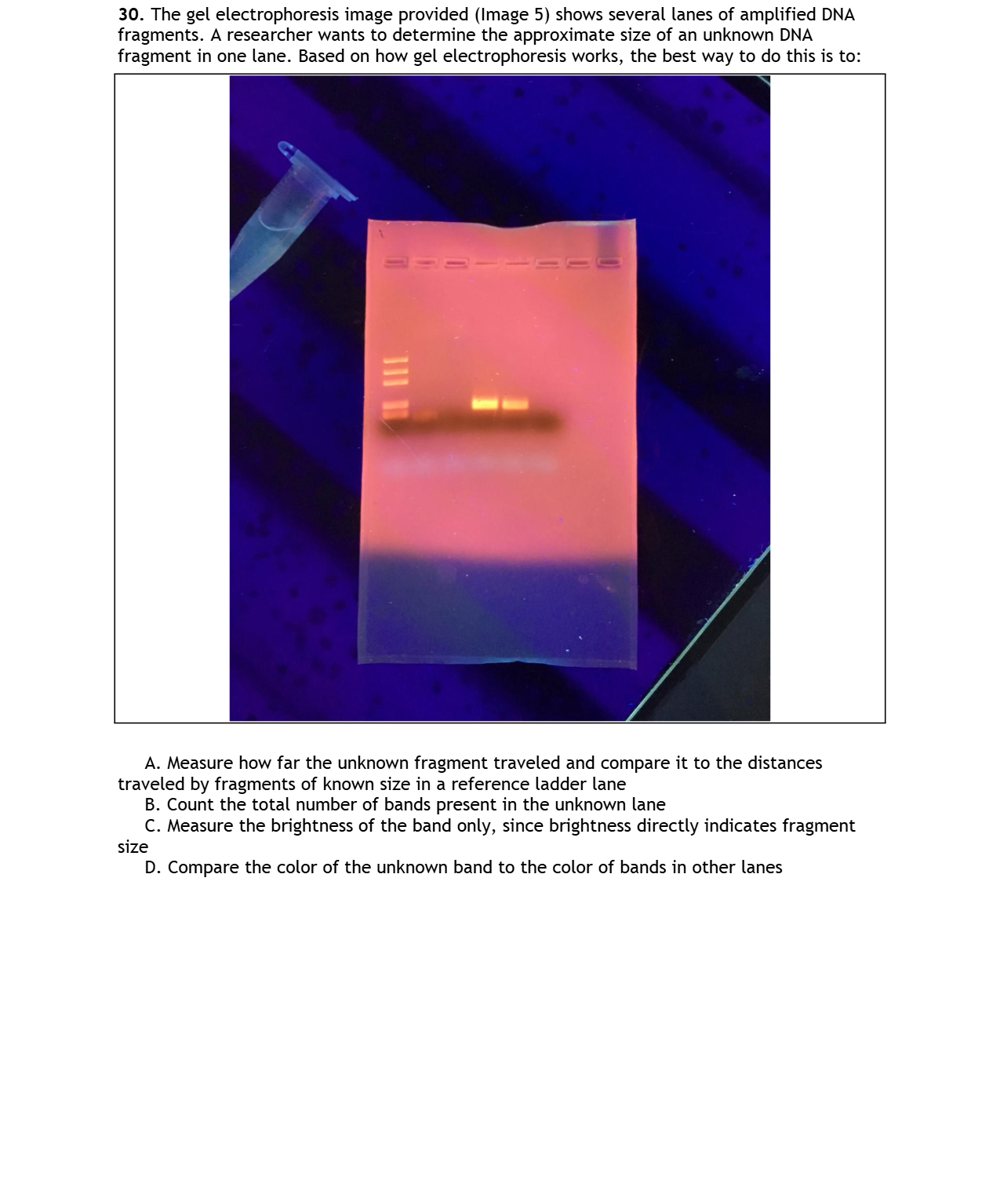 30. The gel electrophoresis image provided (Image 5) shows several lanes of amplified DNA
fragments. A researcher wants to determine the approximate size of an unknown DNA
fragment in one lane. Based on how gel electrophoresis works, the best way to do this is to:
A. Measure how far the unknown fragment traveled and compare it to the distances
traveled by fragments of known size in a reference ladder lane
B. Count the total number of bands present in the unknown lane
C. Measure the brightness of the band only, since brightness directly indicates fragment
size
D. Compare the color of the unknown band to the color of bands in other lanes